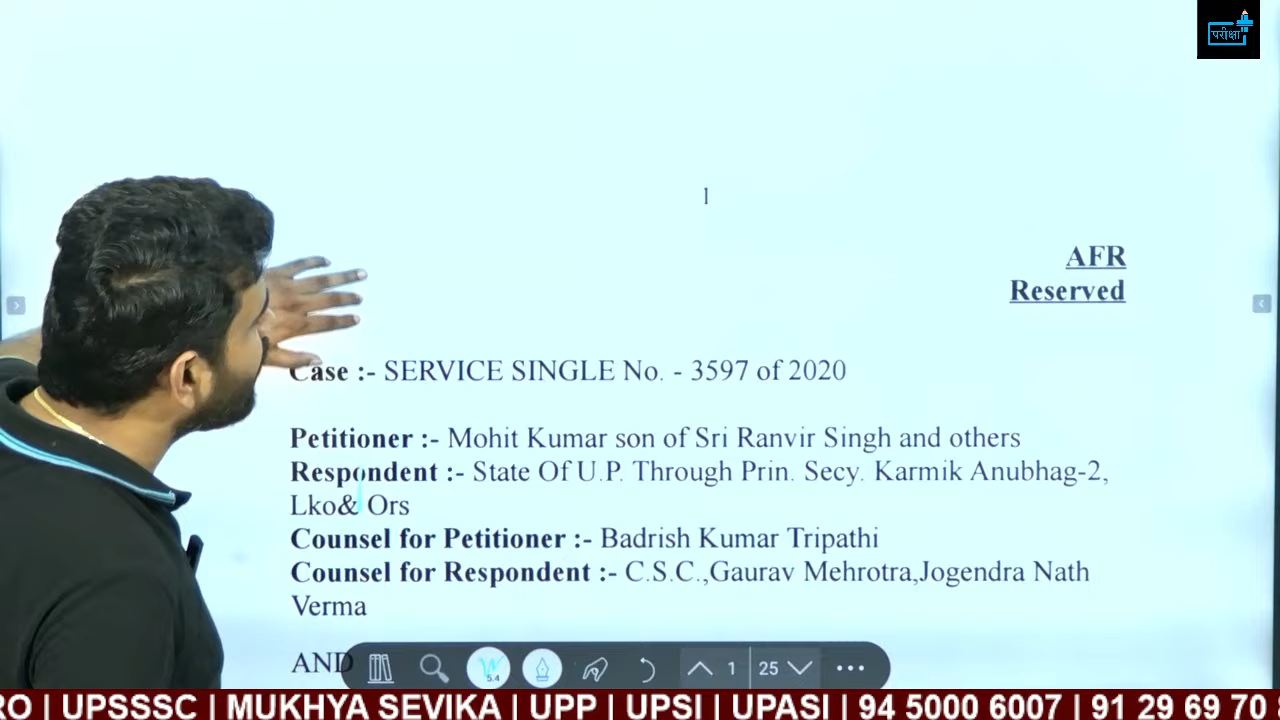 परीक्षा
1
AFR
Reserved
Case :- SERVICE SINGLE No. - 3597 of 2020
Petitioner :- Mohit Kumar son of Sri Ranvir Singh and others
Respondent :- State Of U.P. Through Prin. Secy. Karmik Anubhag-2,
Lko& Ors
Counsel for Petitioner :- Badrish Kumar Tripathi
Counsel for Respondent :- C.S.C.,Gaurav Mehrotra,Jogendra Nath
Verma
AND
5.4
1 25
RO | UPSSSC | MUKHYA SEVIKA | UPP | UPSI | UPASI | 94 5000 6007 | 91 29 69 70